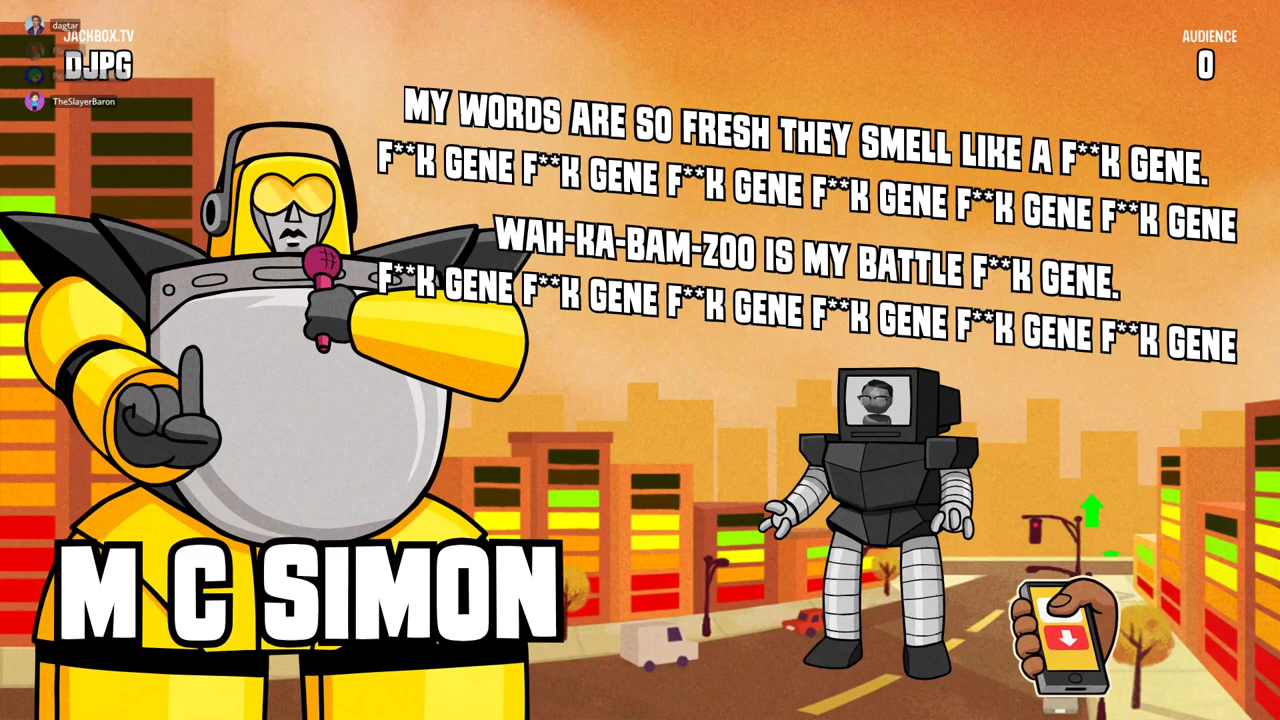 dagtar
JACKBOX.TV
DJPG
TheSlayerBaron
AUDIENCE
0
MY WORDS ARE SO FRESH THEY SMELL LIKE A F**K GENE.
F**K GENE F**K GENE F**K GENE F**K GENE F**K GENE F**K GENE
WAH-KA-BAM-ZOO IS MY BATTLE F**K GENE.
F**K GENE F**K GENE F**K GENE F**K GENE F**K GENE F**K GENE
M C SIMON